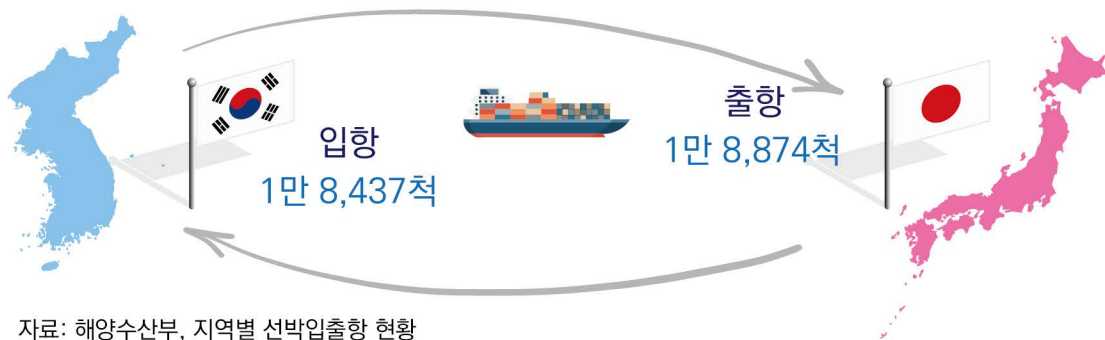 출항
1만 8,874척
입항
1만 8,437척
자료: 해양수산부, 지역별 선박입출항 현황